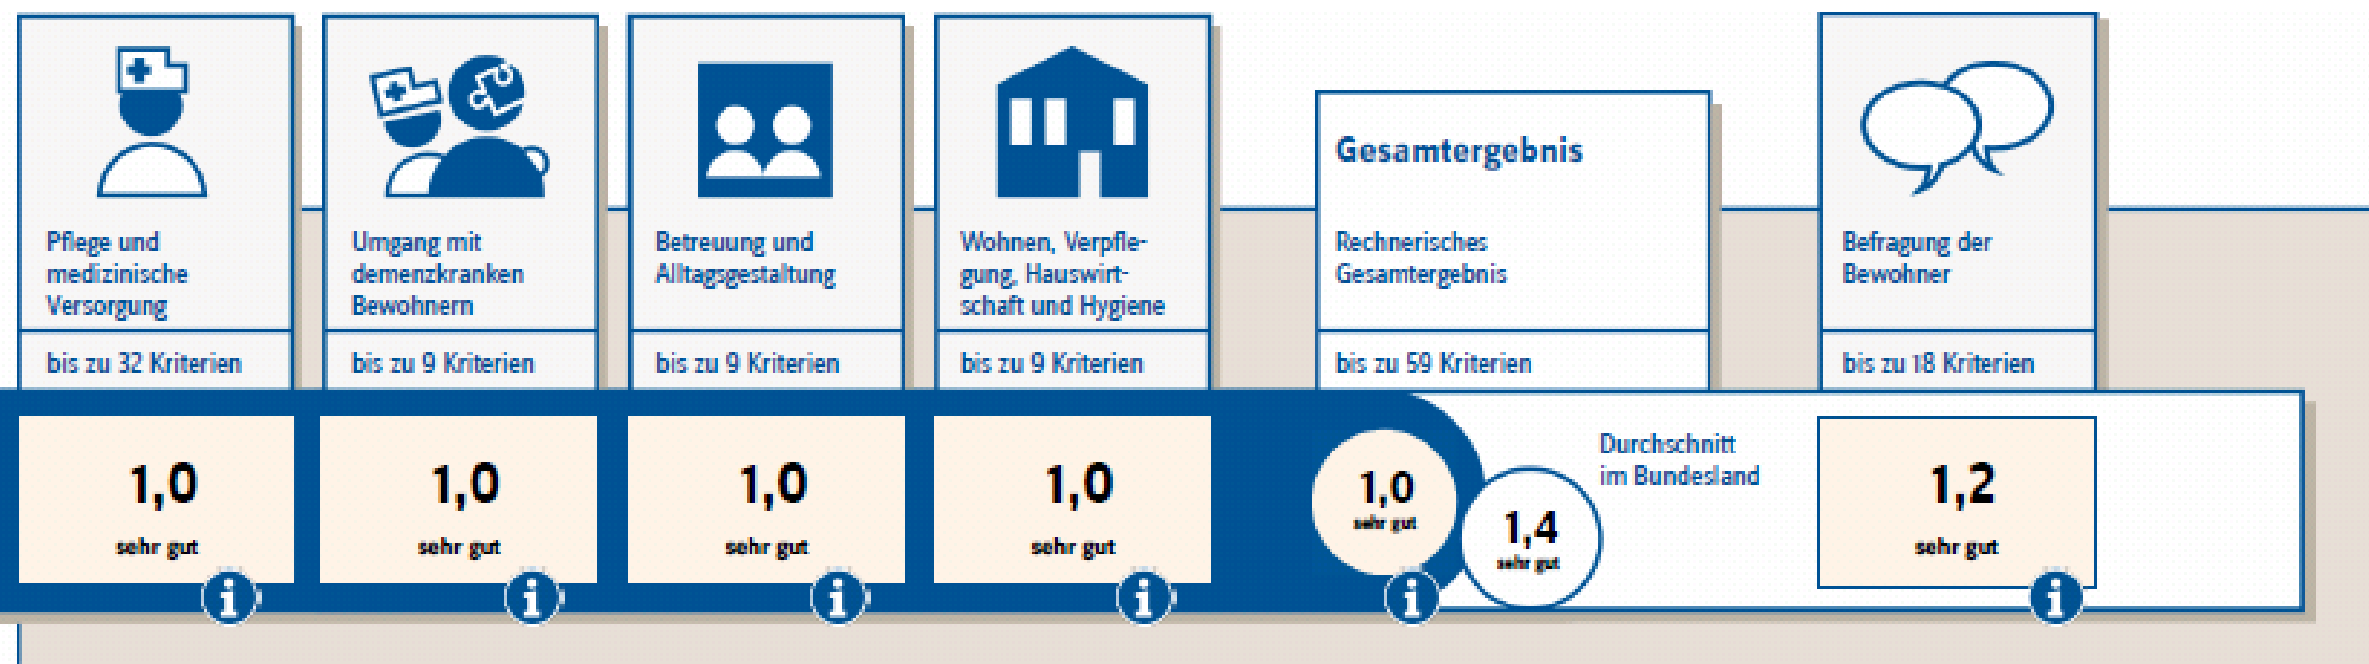 Pflege und
medizinische
Versorgung
bis zu 32 Kriterien
1,0
sehr gut
Umgang mit
demenzkranken
Bewohnern
bis zu 9 Kriterien
1,0
sehr gut
Betreuung und
Alltagsgestaltung
bis zu 9 Kriterien
1,0
sehr gut
Wohnen, Verpfle-
gung, Hauswirt-
schaft und Hygiene
bis zu 9 Kriterien
1,0
sehr gut
Gesamtergebnis
Rechnerisches
Gesamtergebnis
bis zu 59 Kriterien
1,0
sehr gut
1,4
sehr gut
Durchschnitt
im Bundesland
Befragung der
Bewohner
bis zu 18 Kriterien
1,2
sehr gut